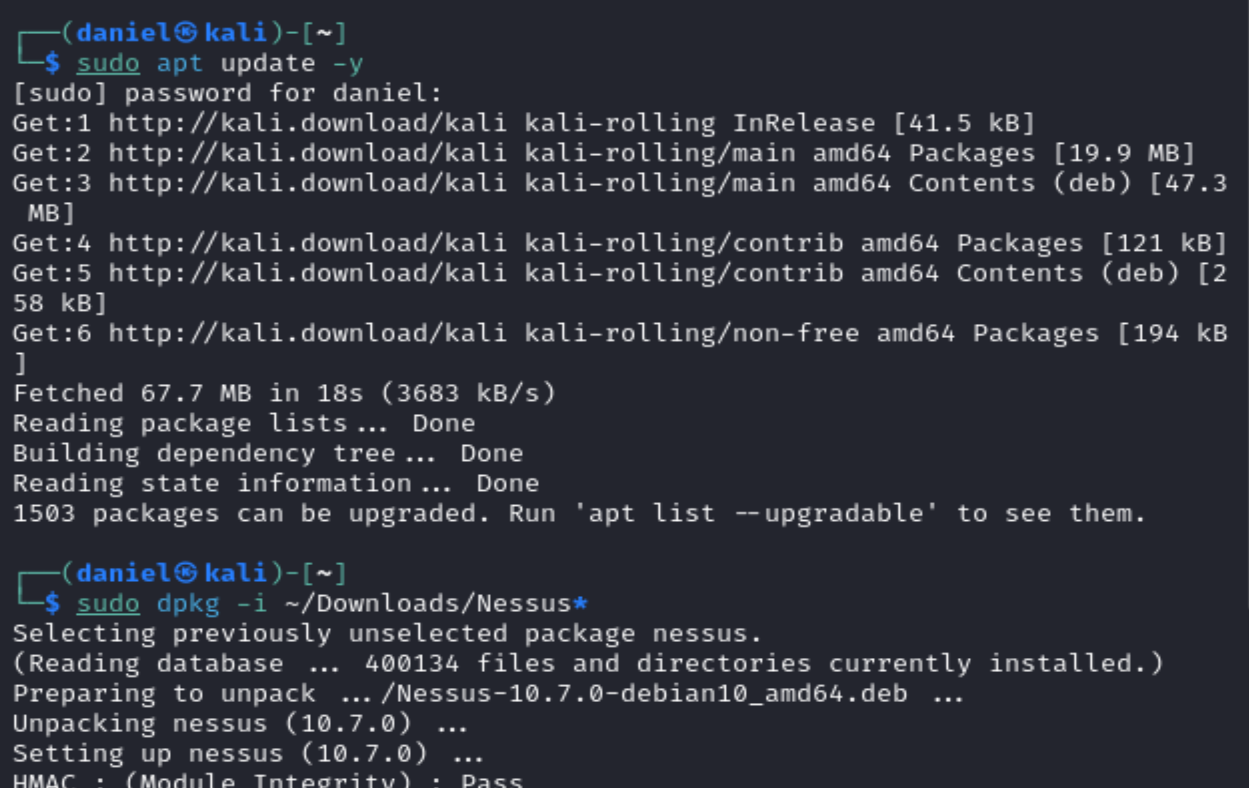 ┌──(daniel㉿kali)-[~]
└─$ sudo apt update -y
[sudo] password for daniel:
Get:1 http://kali.download/kali kali-rolling InRelease [41.5 kB]
Get:2 http://kali.download/kali kali-rolling/main amd64 Packages [19.9 MB]
Get:3 http://kali.download/kali kali-rolling/main amd64 Contents (deb) [47.3
 MB]
Get:4 http://kali.download/kali kali-rolling/contrib amd64 Packages [121 kB]
Get:5 http://kali.download/kali kali-rolling/contrib amd64 Contents (deb) [2
58 kB]
Get:6 http://kali.download/kali kali-rolling/non-free amd64 Packages [194 kB
]
Fetched 67.7 MB in 18s (3683 kB/s)
Reading package lists... Done
Building dependency tree... Done
Reading state information... Done
1503 packages can be upgraded. Run 'apt list --upgradable' to see them.
┌──(daniel㉿kali)-[~]
└─$ sudo dpkg -i ~/Downloads/Nessus*
Selecting previously unselected package nessus.
(Reading database ... 400134 files and directories currently installed.)
Preparing to unpack .../Nessus-10.7.0-debian10_amd64.deb ...
Unpacking nessus (10.7.0) ...
Setting up nessus (10.7.0) ...
HMAC : (Module_Integrity) : Pass